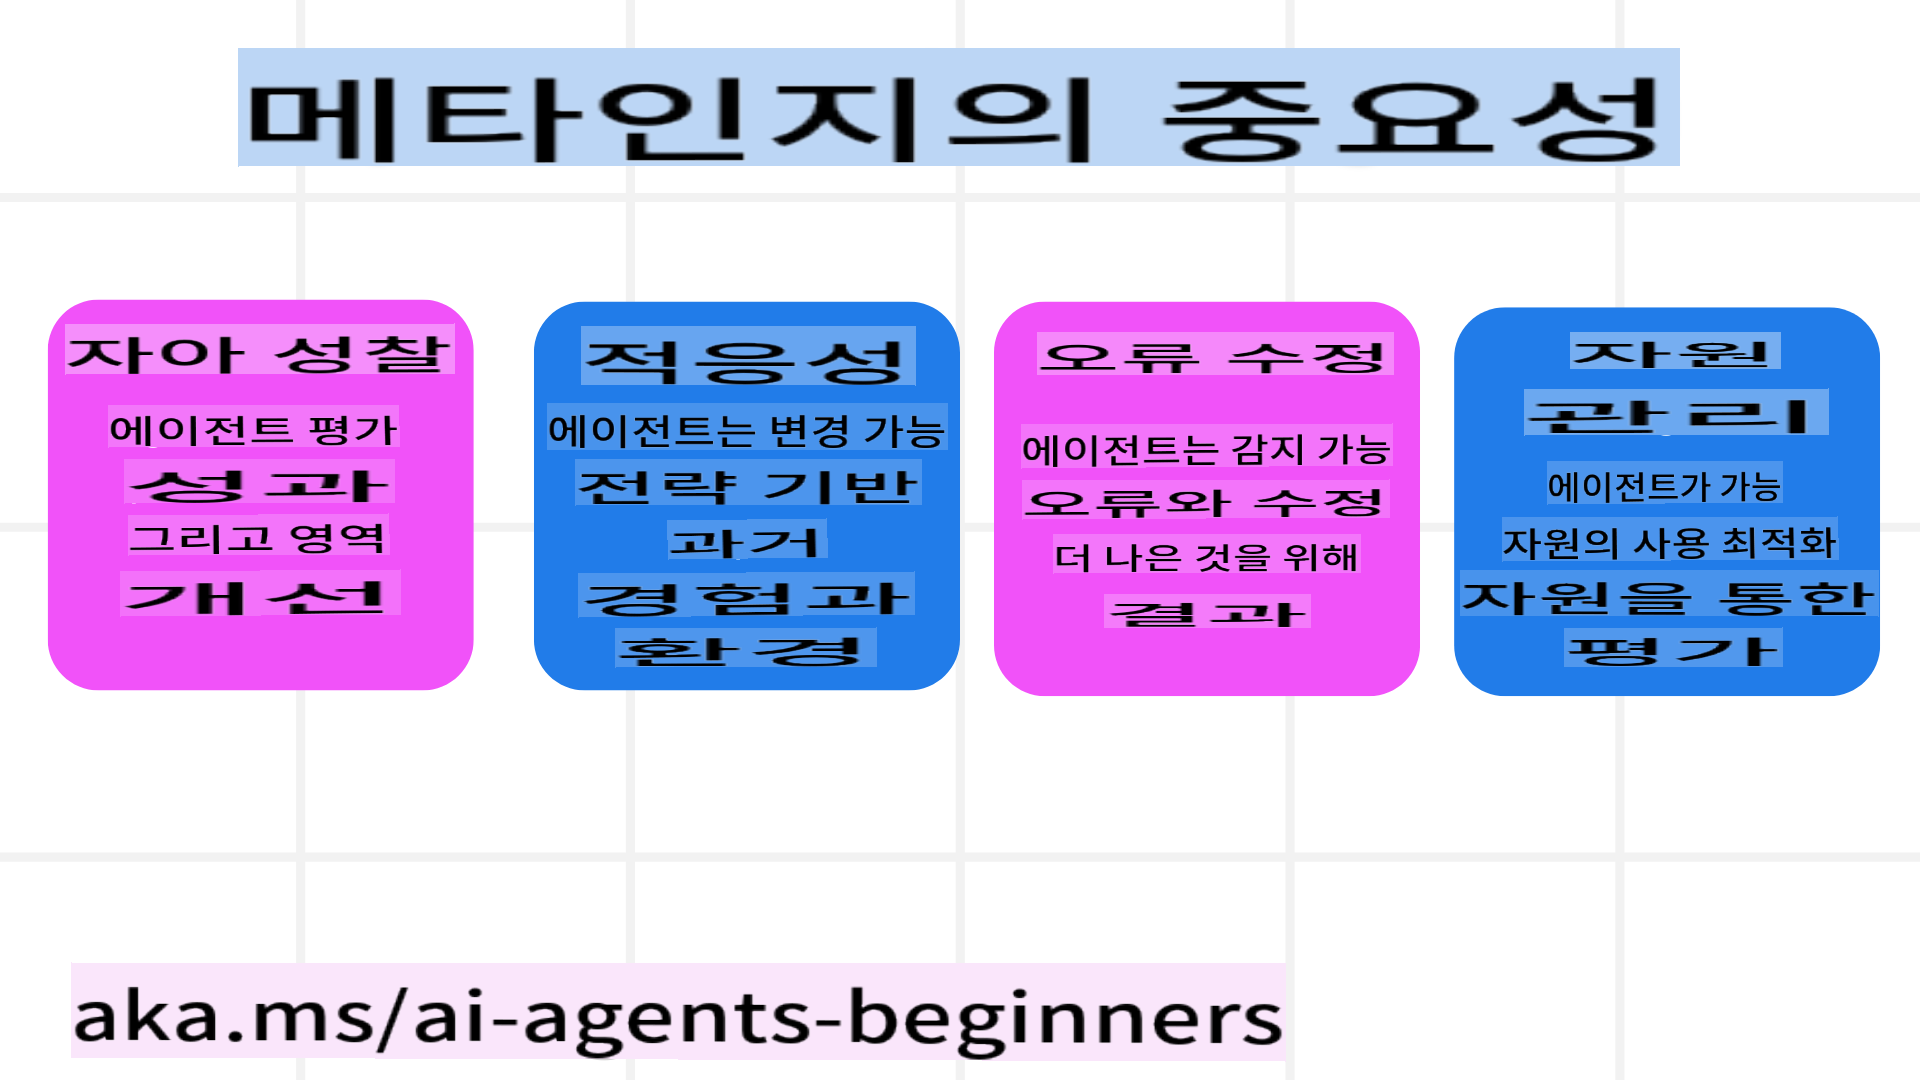 메타인지의 중요성
자아 성찰
에이전트 평가
성과
그리고 영역
개선
적응성
에이전트는 변경 가능
전략 기반
과거
경험과
환경
오류 수정
에이전트는 감지 가능
오류와 수정
더 나은 것을 위해
결과
자원
관리
에이전트가 가능
자원의 사용 최적화
자원을 통한
평가
aka.ms/ai-agents-beginners